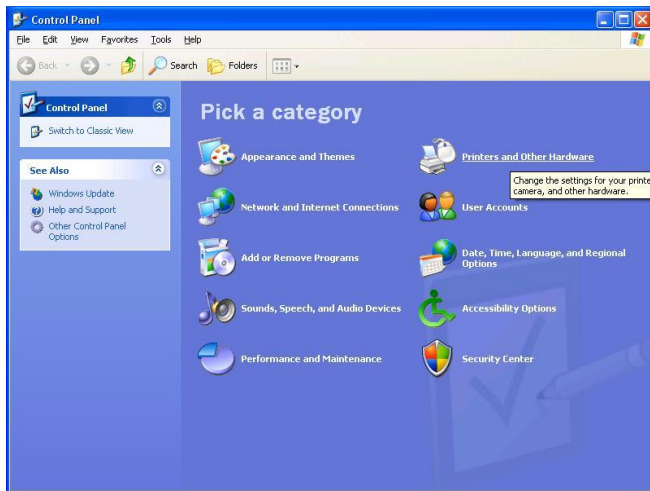 Control Panel
File Edit View Favorites Tools Help
Back Search Folders
Control Panel
Switch to Classic View
See Also
Windows Update
Help and Support
Other Control Panel
Options
Pick a category
Appearance and Themes
Printers and Other Hardware
Change the settings for your printe
camera, and other hardware.
Network and Internet Connections
User Accounts
Add or Remove Programs
Date, Time, Language, and Regional
Options
Sounds, Speech, and Audio Devices
Accessibility Options
Performance and Maintenance
Security Center